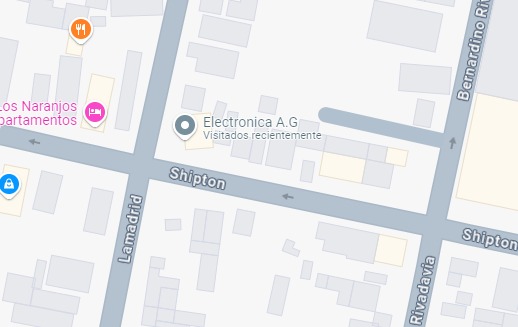 Bernardino Ri
Los Naranjos
partamentos
Electronica A.G
Visitados recientemente
Shipton
Lamadrid
Shipton
Rivadavia